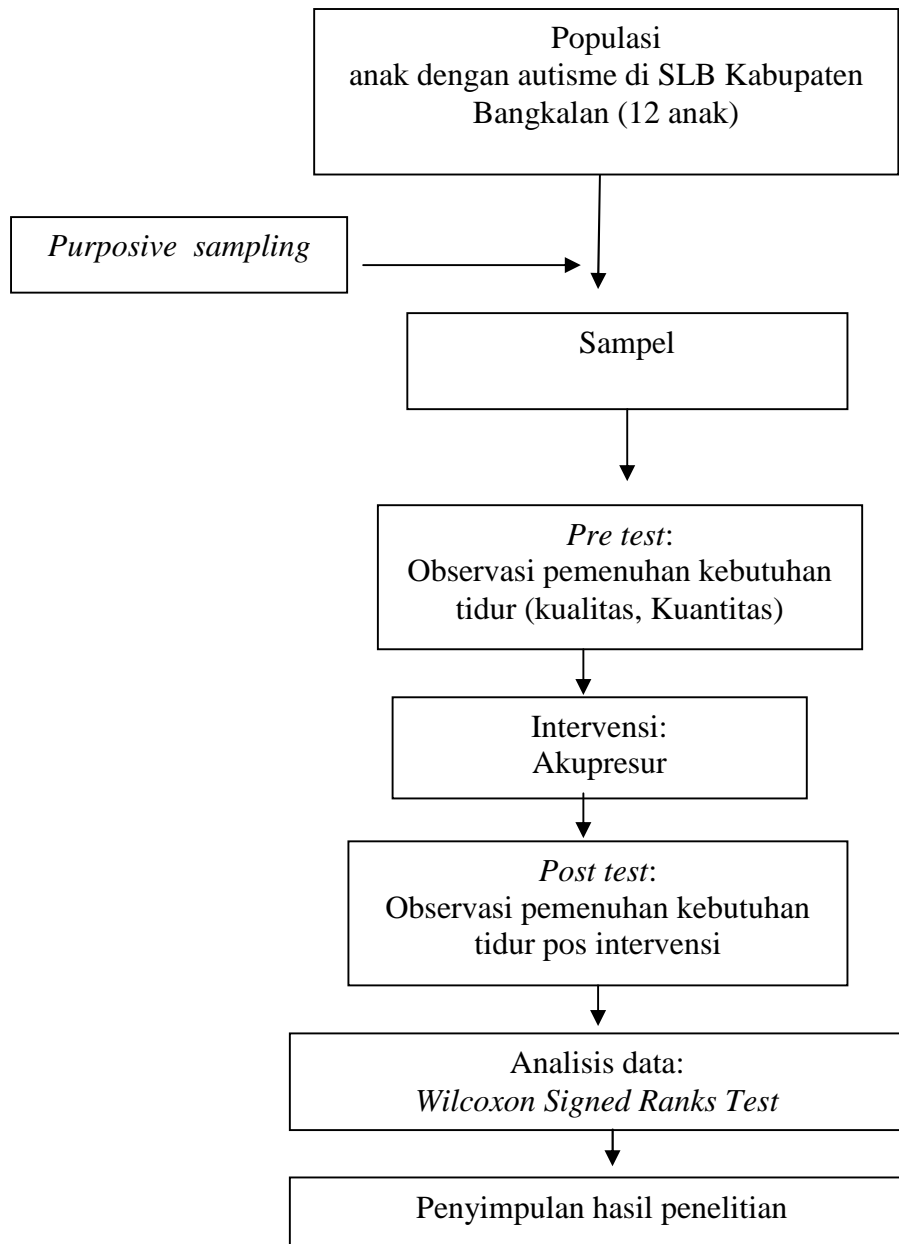 Populasi
anak dengan autisme di SLB Kabupaten
Bangkalan (12 anak)
Purposive sampling
Sampel
Pre test:
Observasi pemenuhan kebutuhan
tidur (kualitas, Kuantitas)
Intervensi:
Akupresur
Post test:
Observasi pemenuhan kebutuhan
tidur pos intervensi
Analisis data:
Wilcoxon Signed Ranks Test
Penyimpulan hasil penelitian